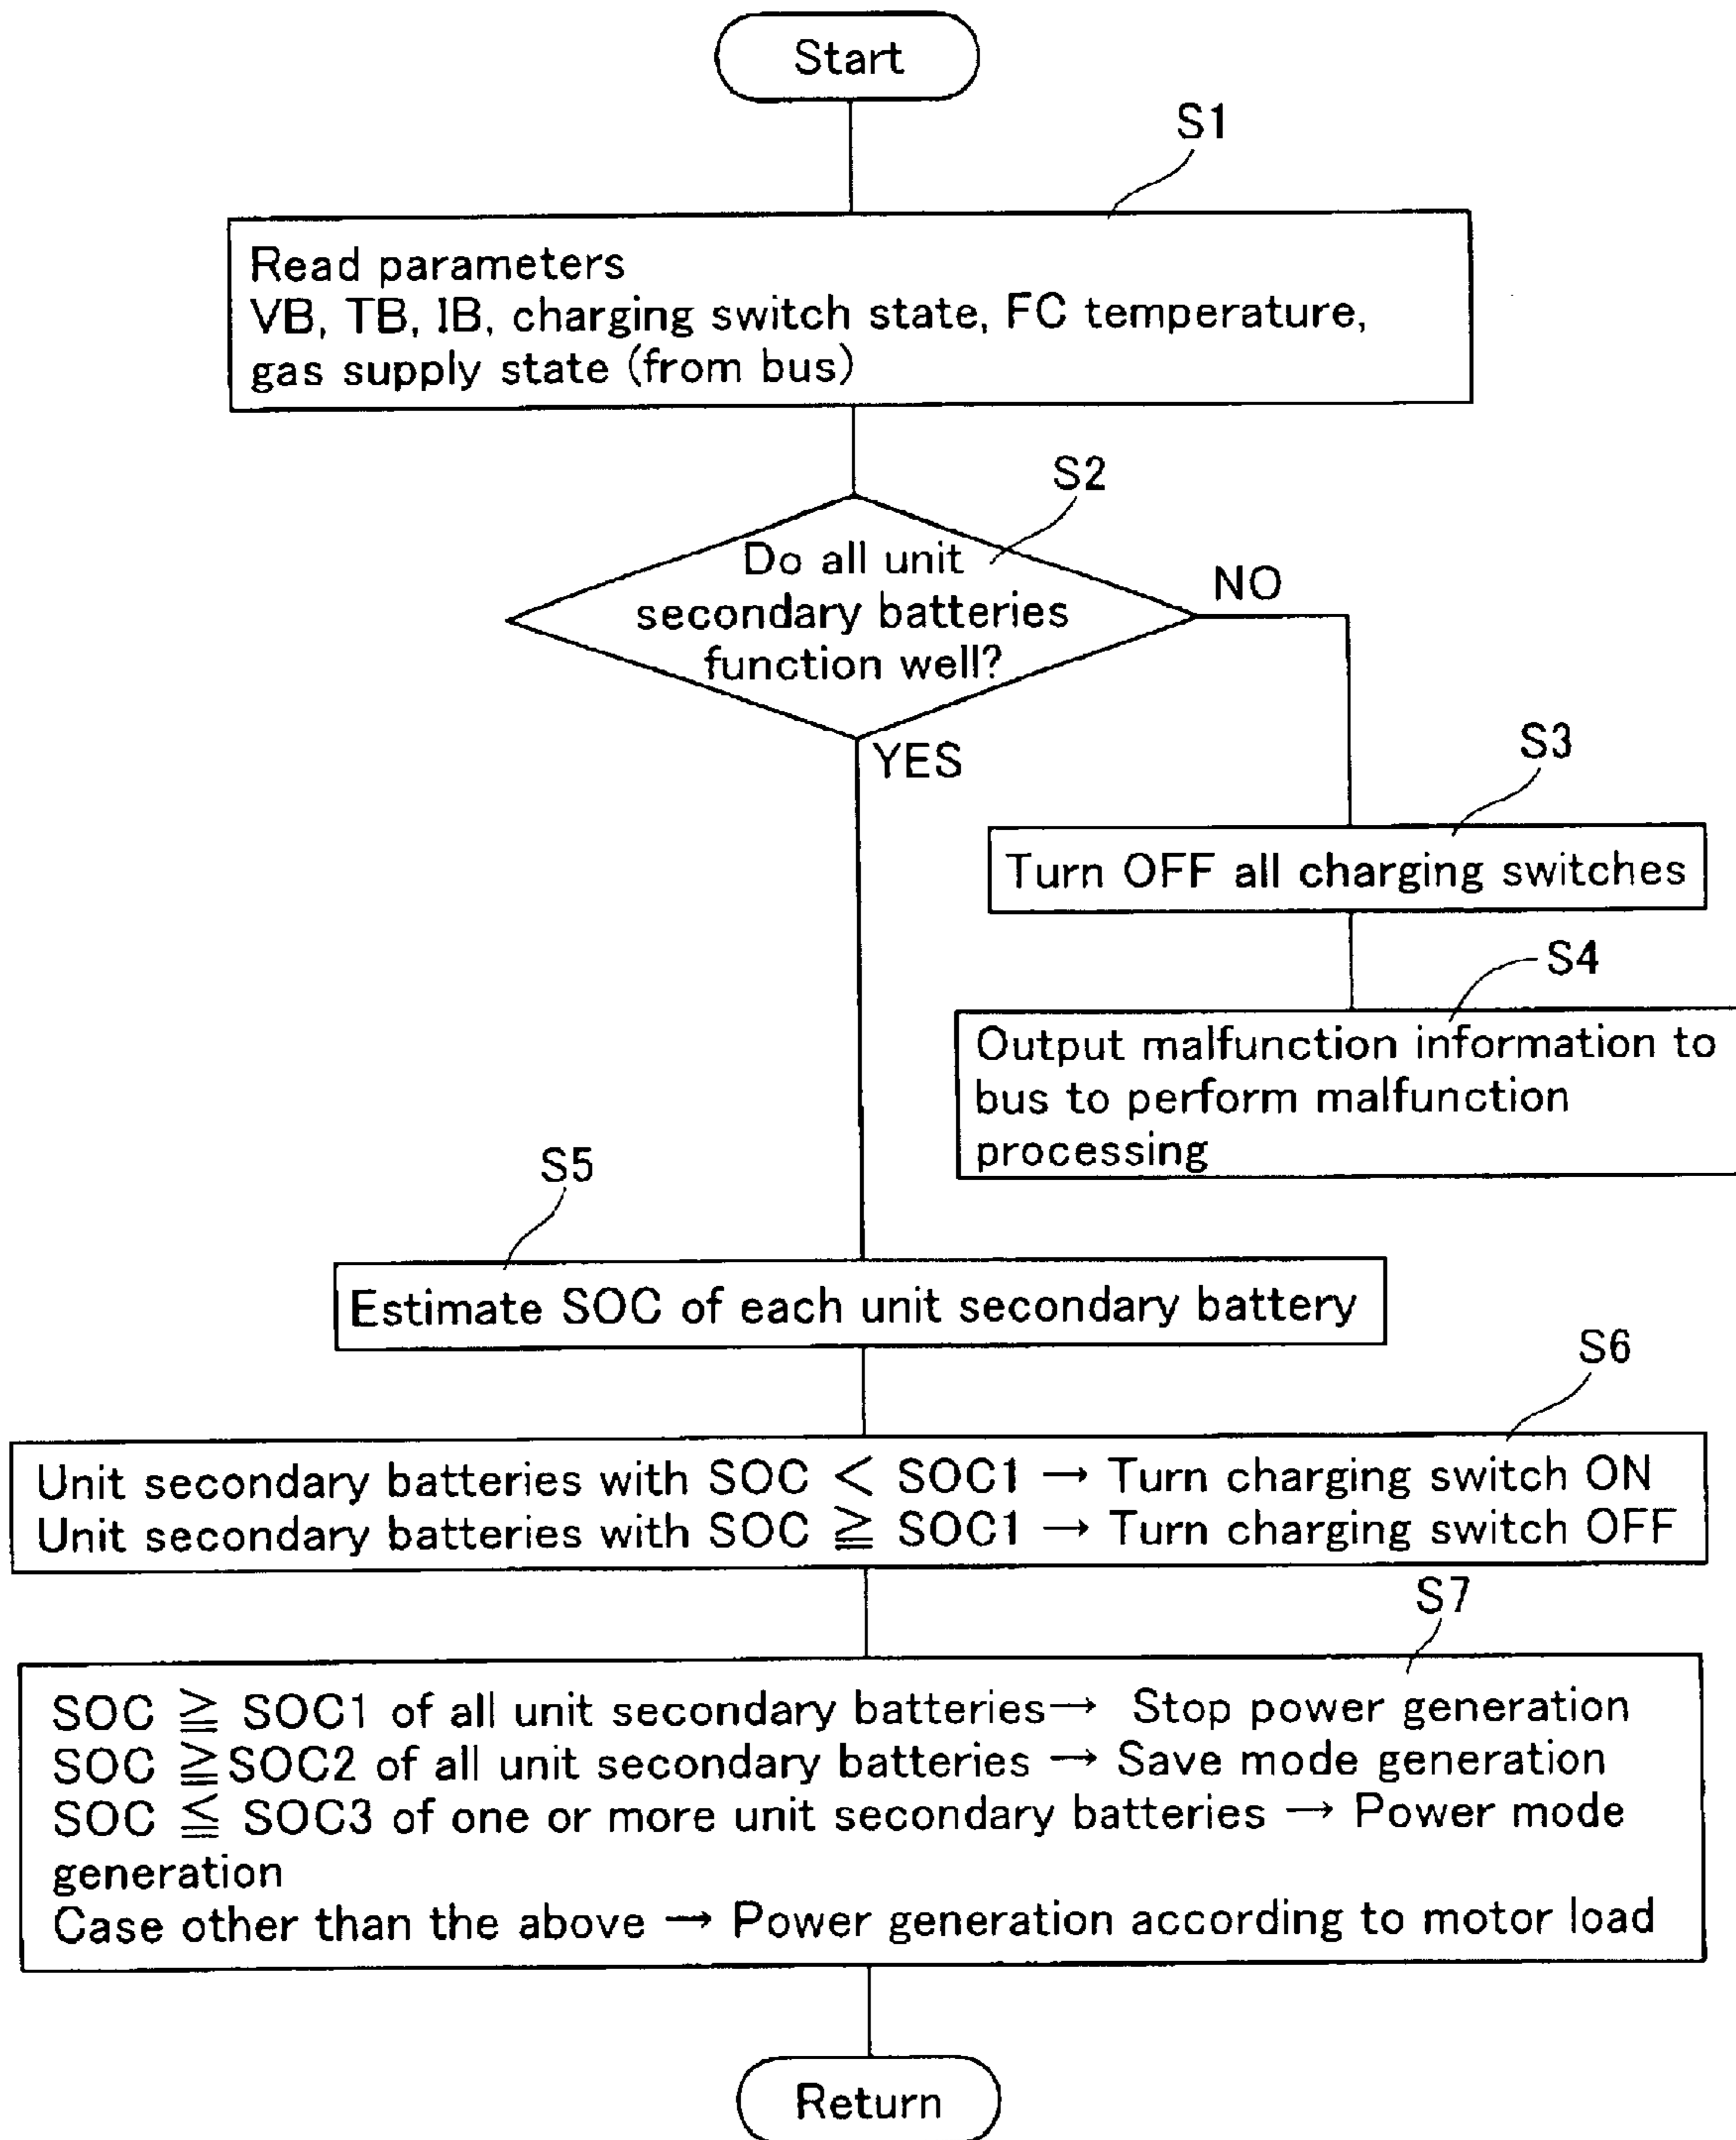 Start
S1
Read parameters
VB, TB, IB, charging switch state, FC temperature,
gas supply state (from bus)
S2
Do all unit
secondary batteries
function well?
NO
YES
S3
Turn OFF all charging switches
S4
Output malfunction information to
bus to perform malfunction
processing
S5
Estimate SOC of each unit secondary battery
S6
Unit secondary batteries with SOC < SOC1 → Turn charging switch ON
Unit secondary batteries with SOC ≧ SOC1 → Turn charging switch OFF
S7
SOC ≧ SOC1 of all unit secondary batteries→ Stop power generation
SOC ≧SOC2 of all unit secondary batteries → Save mode generation
SOC ≦ SOC3 of one or more unit secondary batteries → Power mode
generation
Case other than the above → Power generation according to motor load
Return